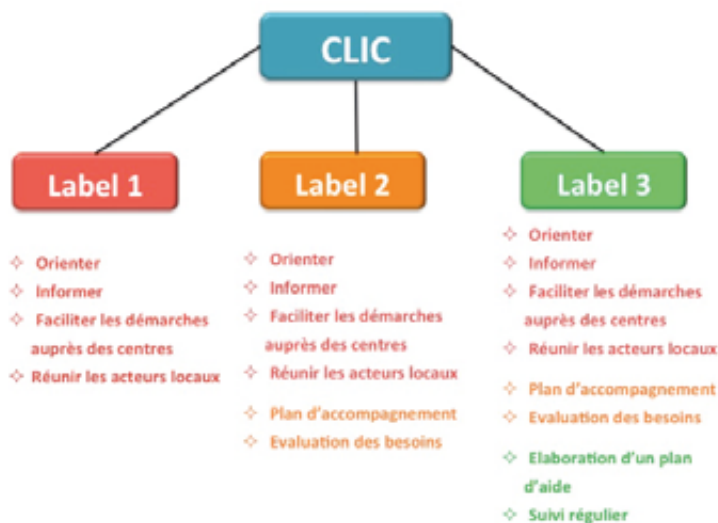 CLIC
Label 1
Orienter
Informer
Faciliter les démarches
auprès des centres
Réunir les acteurs locaux
Label 2
Orienter
Informer
Faciliter les démarches
auprès des centres
Réunir les acteurs locaux
Plan d'accompagnement
Evaluation des besoins
Label 3
Orienter
Informer
Faciliter les démarches
auprès des centres
Réunir les acteurs locaux
Plan d'accompagnement
Evaluation des besoins
Elaboration d'un plan
d'aide
Suivi régulier